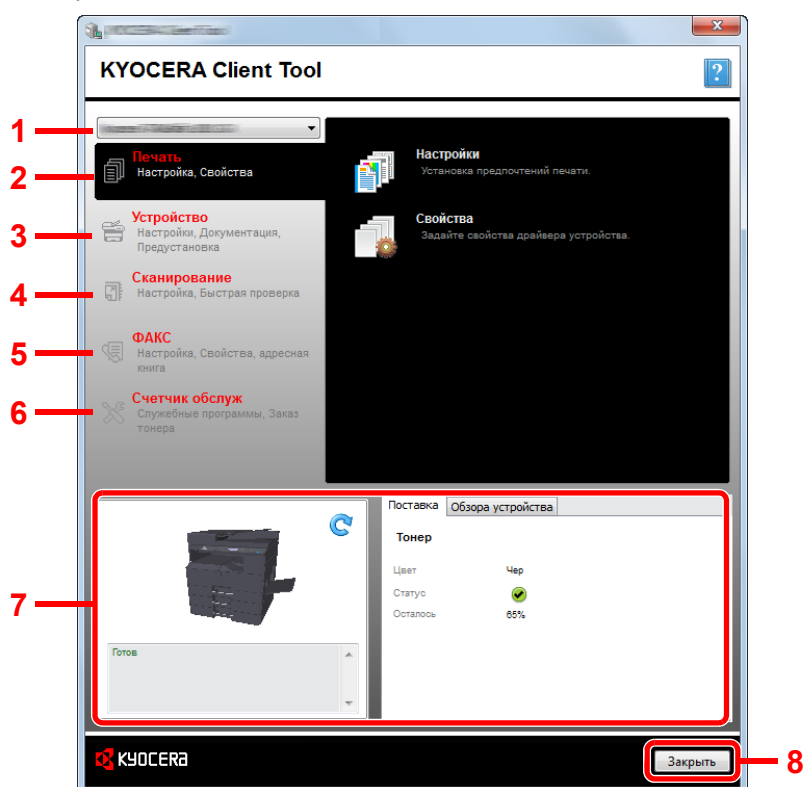 KYOCERA Client Tool
?
1
2
Печать
Настройка, Свойства
3
Устройство
Настройки, Документация,
Предустановка
4
Сканирование
Настройка, Быстрая проверка
5
ФАКС
Настройка, Свойства, адресная
книга
6
Счетчик обслуж
Служебные программы, Заказ
тонера
Настройки
Установка предпочтений печати.
Свойства
Задайте свойства драйвера устройства.
7
Готов
Поставка
Обзора устройства
Тонер
Цвет Чер
Статус
Осталось 65%
KYOCERA
Закрыть
8